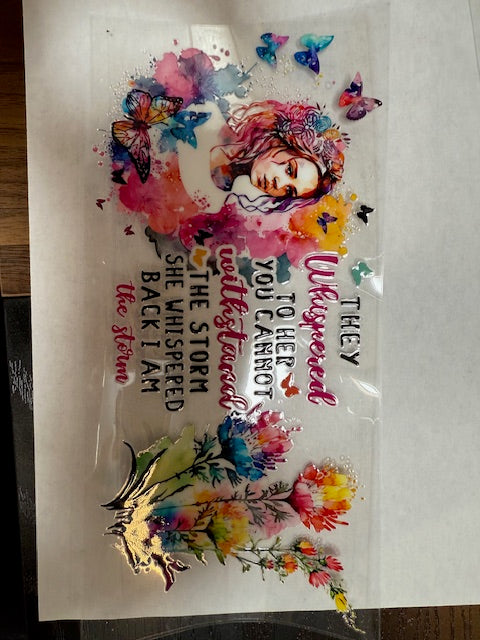 THEY
Whispered
TO HER
YOU CANNOT
withstand
THE STORM
SHE WHISPERED
BACK I AM
the storm